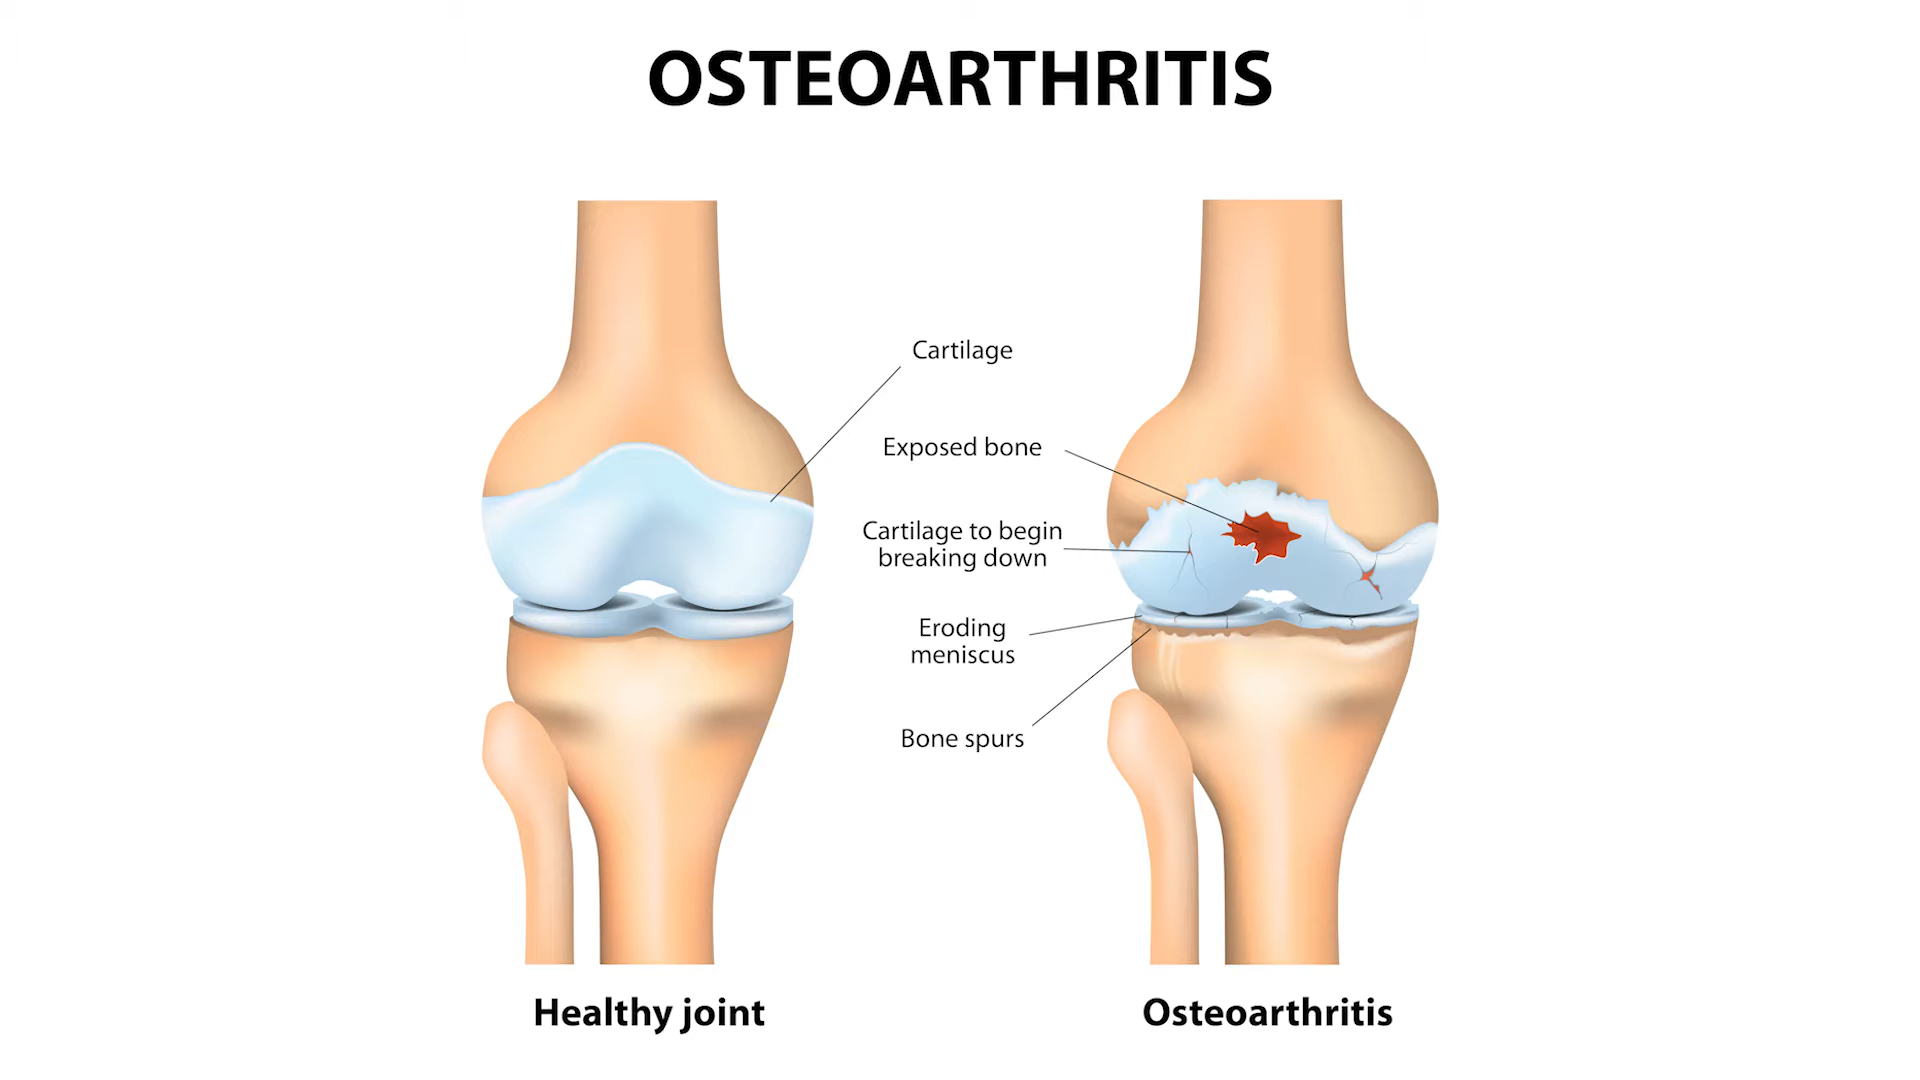 OSTEOARTHRITIS
Cartilage
Exposed bone
Cartilage to begin
breaking down
Eroding
meniscus
Bone spurs
Healthy joint
Osteoarthritis